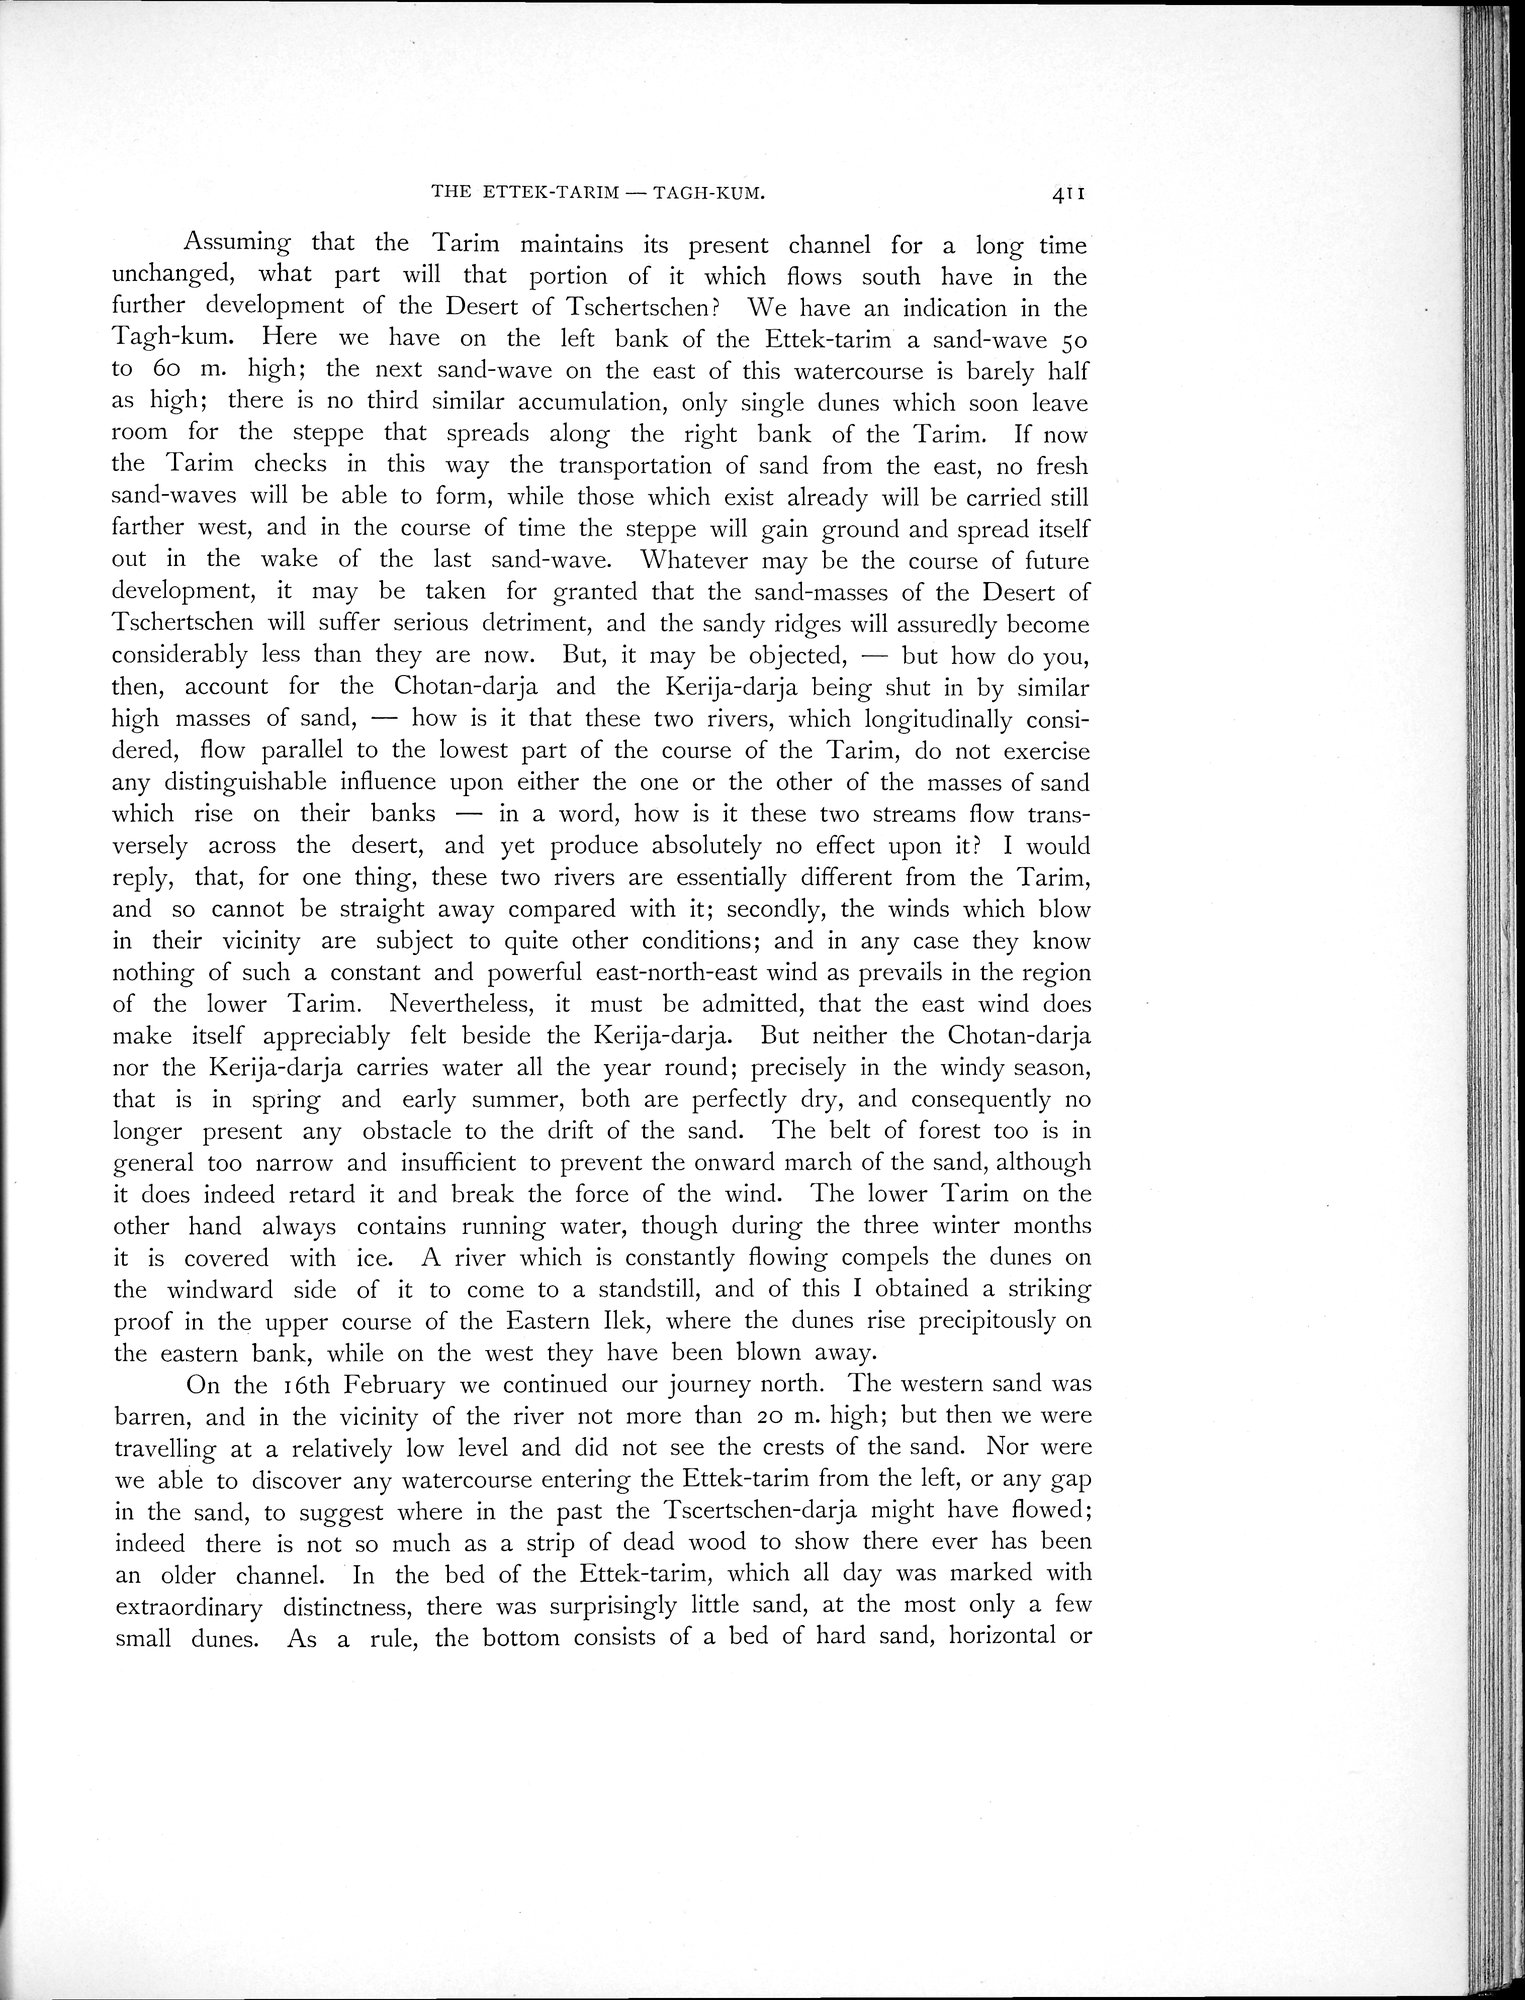 THE ETTEK-TARIM — TAGH-KUM. 411
Assuming that the Tarim maintains its present channel for a long time
unchanged, what part will that portion of it which flows south have in the
further development of the Desert of Tschertschen? We have an indication in the
Tagh-kum. Here we have on the left bank of the Ettek-tarim a sand-wave 50
to 60 m. high; the next sand-wave on the east of this watercourse is barely half
as high; there is no third similar accumulation, only single dunes which soon leave
room for the steppe that spreads along the right bank of the Tarim. If now
the Tarim checks in this way the transportation of sand from the east, no fresh
sand-waves will be able to form, while those which exist already will be carried still
farther west, and in the course of time the steppe will gain ground and spread itself
out in the wake of the last sand-wave. Whatever may be the course of future
development, it may be taken for granted that the sand-masses of the Desert of
Tschertschen will suffer serious detriment, and the sandy ridges will assuredly become
considerably less than they are now. But, it may be objected, — but how do you,
then, account for the Chotan-darja and the Kerija-darja being shut in by similar
high masses of sand, — how is it that these two rivers, which longitudinally consi-
dered, flow parallel to the lowest part of the course of the Tarim, do not exercise
any distinguishable influence upon either the one or the other of the masses of sand
which rise on their banks — in a word, how is it these two streams flow trans-
versely across the desert, and yet produce absolutely no effect upon it? I would
reply, that, for one thing, these two rivers are essentially different from the Tarim,
and so cannot be straight away compared with it; secondly, the winds which blow
in their vicinity are subject to quite other conditions; and in any case they know
nothing of such a constant and powerful east-north-east wind as prevails in the region
of the lower Tarim. Nevertheless, it must be admitted, that the east wind does
make itself appreciably felt beside the Kerija-darja. But neither the Chotan-darja
nor the Kerija-darja carries water all the year round; precisely in the windy season,
that is in spring and early summer, both are perfectly dry, and consequently no
longer present any obstacle to the drift of the sand. The belt of forest too is in
general too narrow and insufficient to prevent the onward march of the sand, although
it does indeed retard it and break the force of the wind. The lower Tarim on the
other hand always contains running water, though during the three winter months
it is covered with ice. A river which is constantly flowing compels the dunes on
the windward side of it to come to a standstill, and of this I obtained a striking
proof in the upper course of the Eastern Ilek, where the dunes rise precipitously on
the eastern bank, while on the west they have been blown away.
On the 16th February we continued our journey north. The western sand was
barren, and in the vicinity of the river not more than 20 m. high; but then we were
travelling at a relatively low level and did not see the crests of the sand. Nor were
we able to discover any watercourse entering the Ettek-tarim from the left, or any gap
in the sand, to suggest where in the past the Tscertschen-darja might have flowed;
indeed there is not so much as a strip of dead wood to show there ever has been
an older channel. In the bed of the Ettek-tarim, which all day was marked with
extraordinary distinctness, there was surprisingly little sand, at the most only a few
small dunes. As a rule, the bottom consists of a bed of hard sand, horizontal or